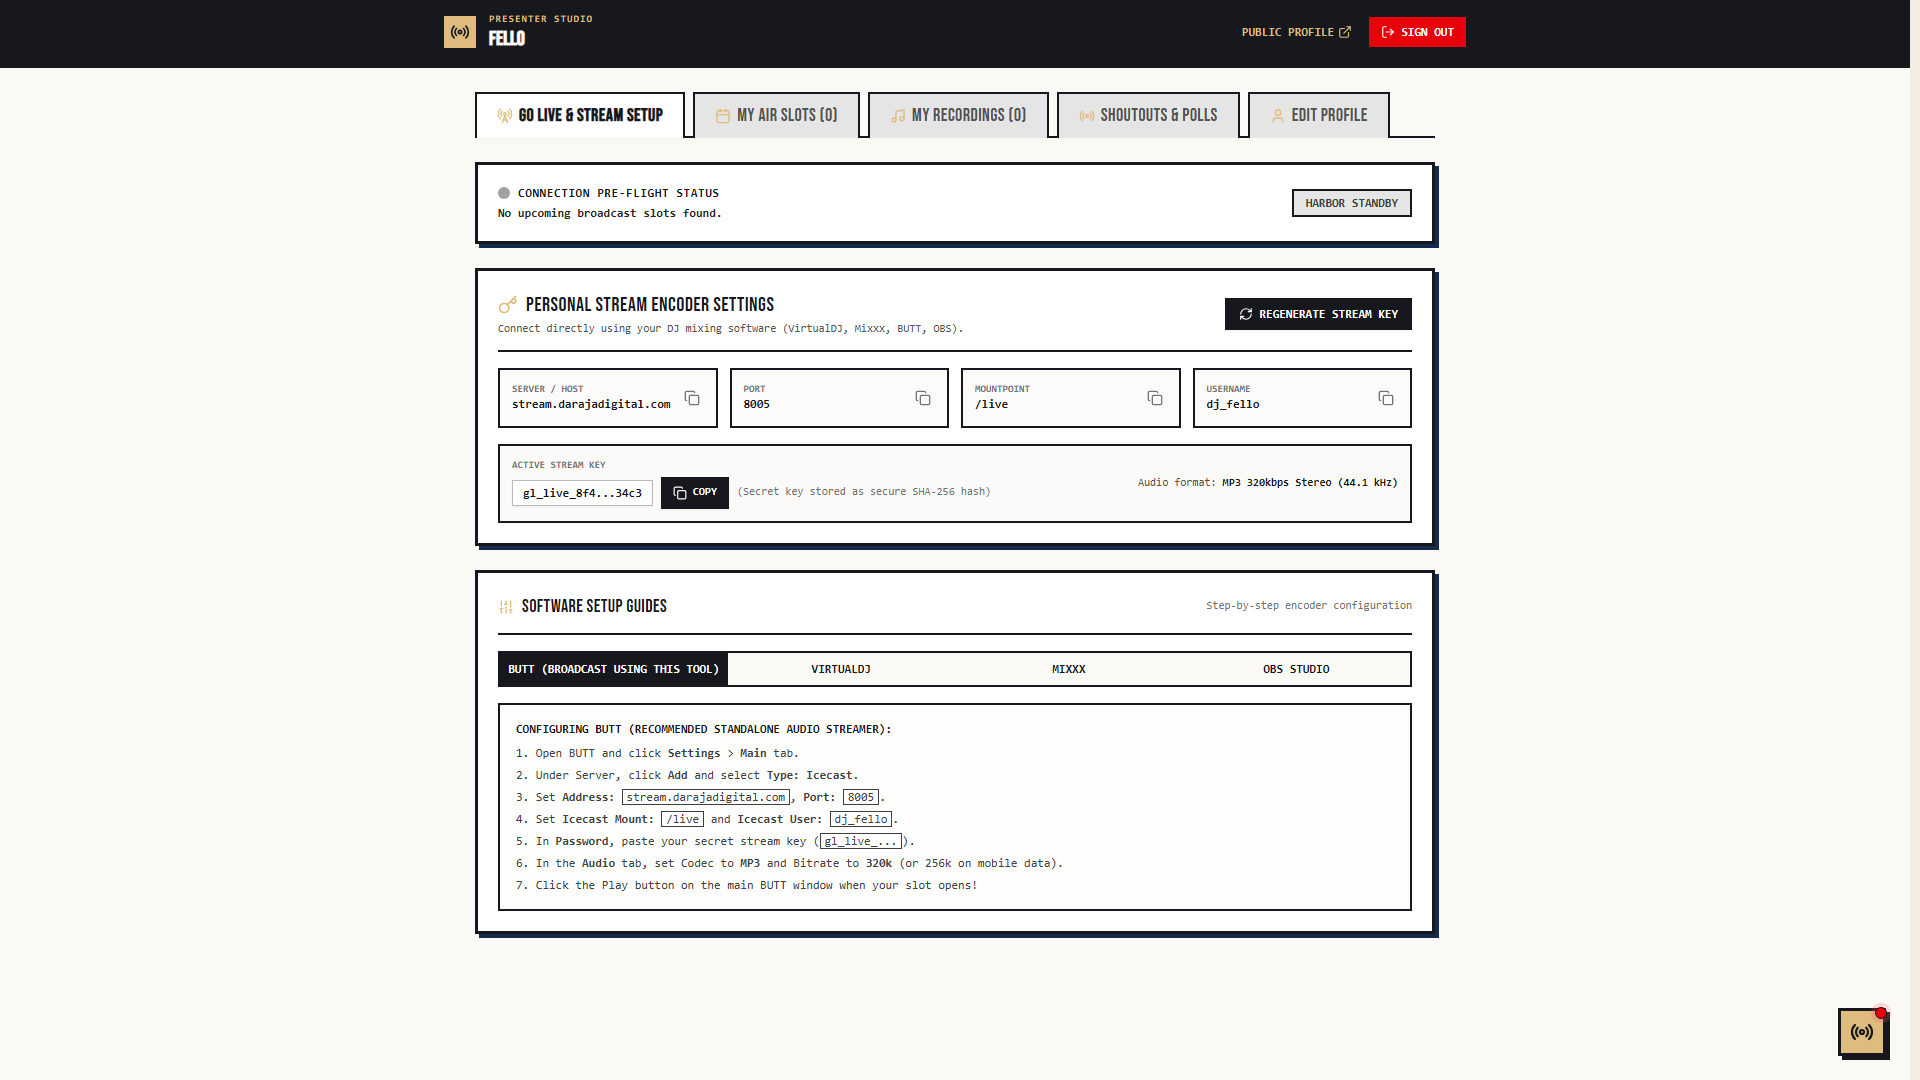 PRESENTER STUDIO
FELLO
PUBLIC PROFILE
SIGN OUT
GO LIVE & STREAM SETUP
MY AIR SLOTS (0)
MY RECORDINGS (0)
SHOUTOUTS & POLLS
EDIT PROFILE
CONNECTION PRE-FLIGHT STATUS
No upcoming broadcast slots found.
HARBOR STANDBY
PERSONAL STREAM ENCODER SETTINGS
Connect directly using your DJ mixing software (VirtualDJ, Mixxx, BUTT, OBS).
REGENERATE STREAM KEY
SERVER / HOST
stream.darajadigital.com
PORT
8005
MOUNTPOINT
/live
USERNAME
dj_fello
ACTIVE STREAM KEY
gl_live_8f4...34c3
COPY
(Secret key stored as secure SHA-256 hash)
Audio format: MP3 320kbps Stereo (44.1 kHz)
SOFTWARE SETUP GUIDES
Step-by-step encoder configuration
BUTT (BROADCAST USING THIS TOOL)
VIRTUALDJ
MIXXX
OBS STUDIO
CONFIGURING BUTT (RECOMMENDED STANDALONE AUDIO STREAMER):
1. Open BUTT and click Settings > Main tab.
2. Under Server, click Add and select Type: Icecast.
3. Set Address: stream.darajadigital.com, Port: 8005.
4. Set Icecast Mount: /live and Icecast User: dj_fello.
5. In Password, paste your secret stream key (gl_live_...).
6. In the Audio tab, set Codec to MP3 and Bitrate to 320k (or 256k on mobile data).
7. Click the Play button on the main BUTT window when your slot opens!